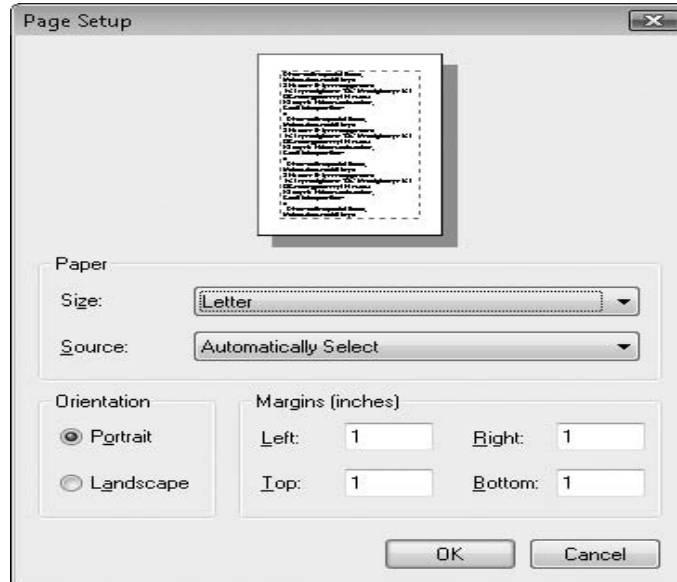 Page Setup
Paper
Size: Letter
Source: Automatically Select
Orientation
Portrait
Landscape
Margins (inches)
Left: 1 Right: 1
Top: 1 Bottom: 1
OK Cancel